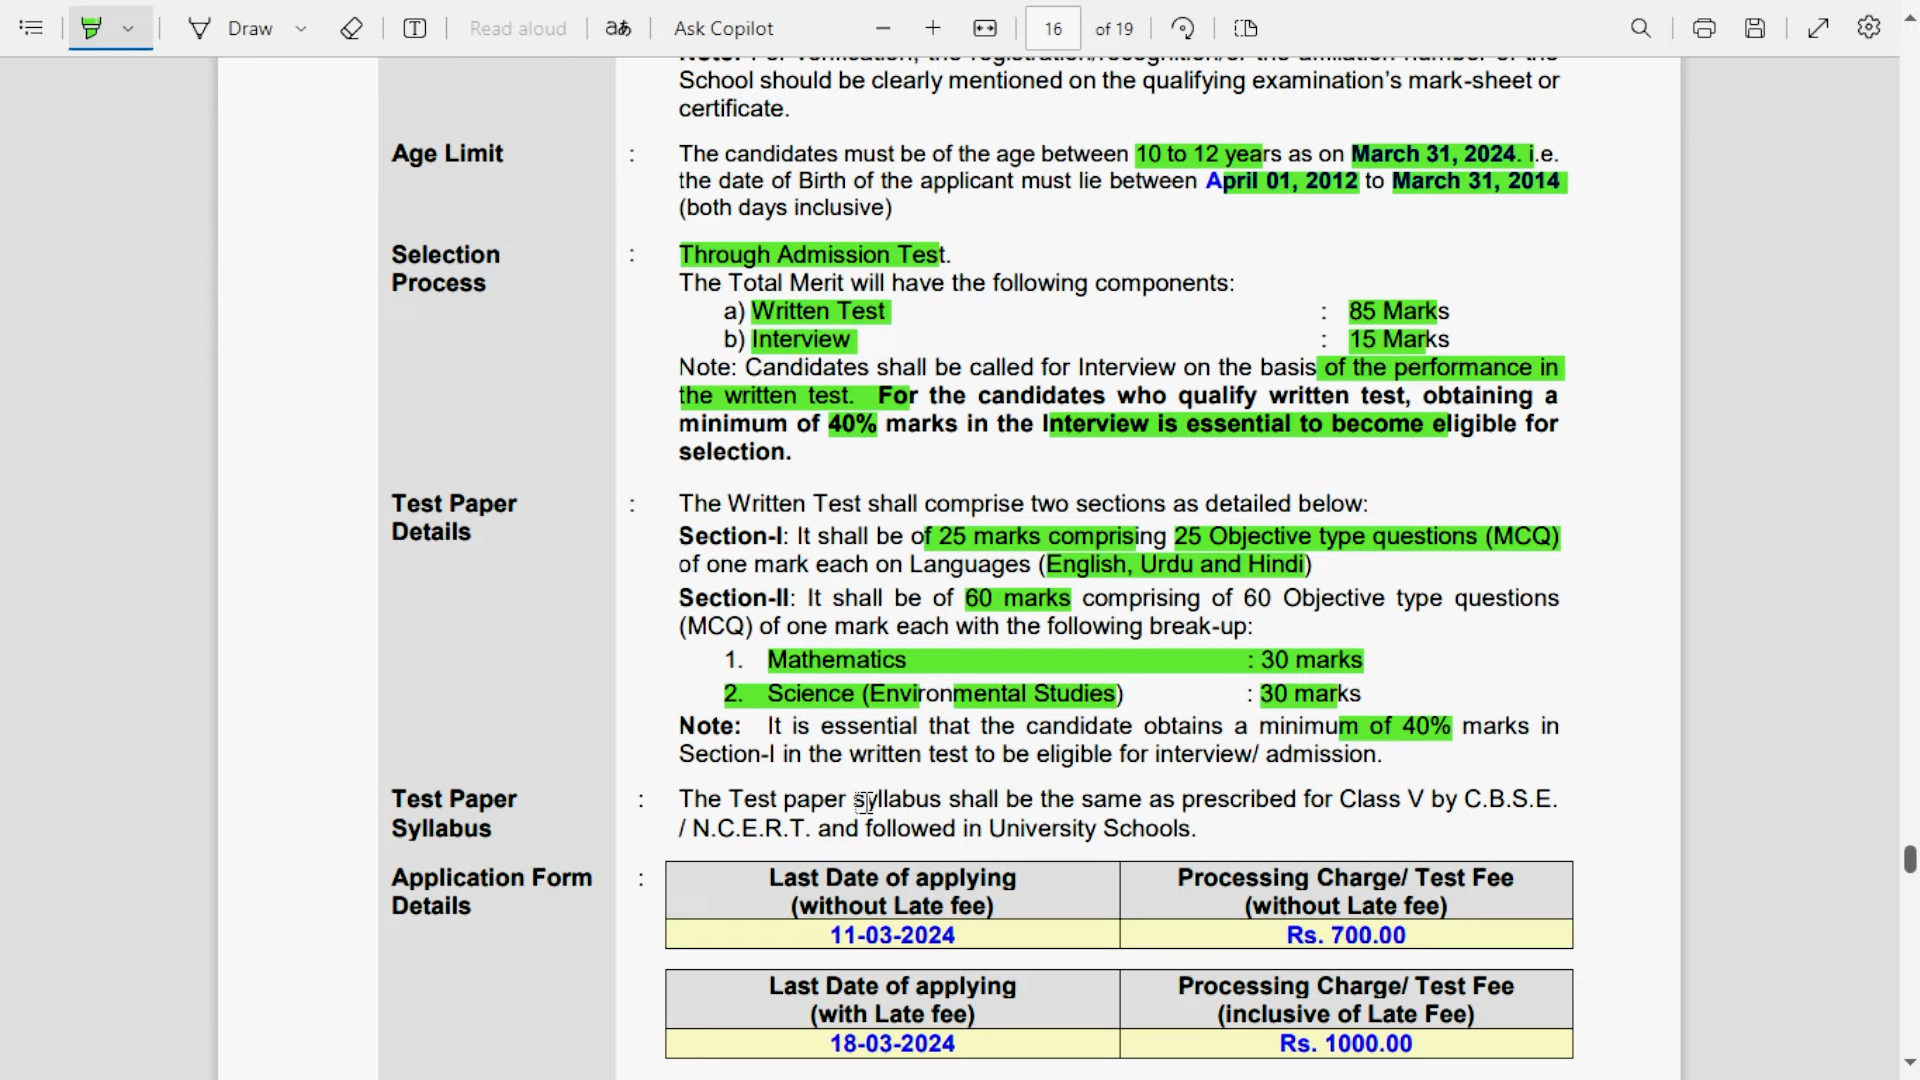 Draw
Read aloud
aあ
Ask Copilot
16
of 19
Note: For verification, the registration/recognition/or the affiliation number of the
School should be clearly mentioned on the qualifying examination’s mark-sheet or
certificate.
Age Limit : The candidates must be of the age between 10 to 12 years as on March 31, 2024. i.e.
the date of Birth of the applicant must lie between April 01, 2012 to March 31, 2014
(both days inclusive)
Selection Process : Through Admission Test.
The Total Merit will have the following components:
a) Written Test : 85 Marks
b) Interview : 15 Marks
Note: Candidates shall be called for Interview on the basis of the performance in
the written test. For the candidates who qualify written test, obtaining a
minimum of 40% marks in the Interview is essential to become eligible for
selection.
Test Paper Details : The Written Test shall comprise two sections as detailed below:
Section-I: It shall be of 25 marks comprising 25 Objective type questions (MCQ)
of one mark each on Languages (English, Urdu and Hindi)
Section-II: It shall be of 60 marks comprising of 60 Objective type questions
(MCQ) of one mark each with the following break-up:
1. Mathematics : 30 marks
2. Science (Environmental Studies) : 30 marks
Note: It is essential that the candidate obtains a minimum of 40% marks in
Section-I in the written test to be eligible for interview/ admission.
Test Paper Syllabus : The Test paper syllabus shall be the same as prescribed for Class V by C.B.S.E.
/ N.C.E.R.T. and followed in University Schools.
Application Form Details :
Last Date of applying (without Late fee) Processing Charge/ Test Fee (without Late fee)
11-03-2024 Rs. 700.00
Last Date of applying (with Late fee) Processing Charge/ Test Fee (inclusive of Late Fee)
18-03-2024 Rs. 1000.00